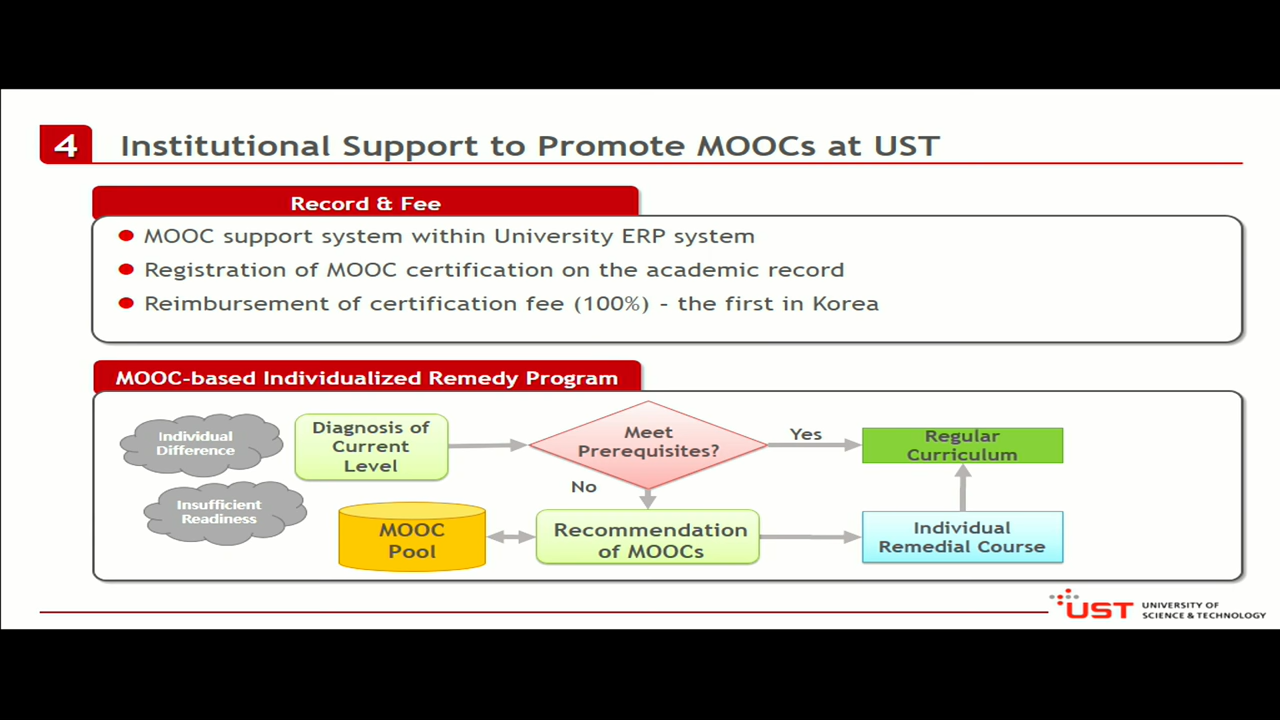 4
Institutional Support to Promote MOOCs at UST
Record & Fee
MOOC support system within University ERP system
Registration of MOOC certification on the academic record
Reimbursement of certification fee (100%) - the first in Korea
MOOC-based Individualized Remedy Program
Individual
Difference
Insufficient
Readiness
Diagnosis of
Current
Level
Meet
Prerequisites?
Yes
Regular
Curriculum
No
MOOC
Pool
Recommendation
of MOOCs
Individual
Remedial Course
UST
UNIVERSITY OF
SCIENCE & TECHNOLOGY